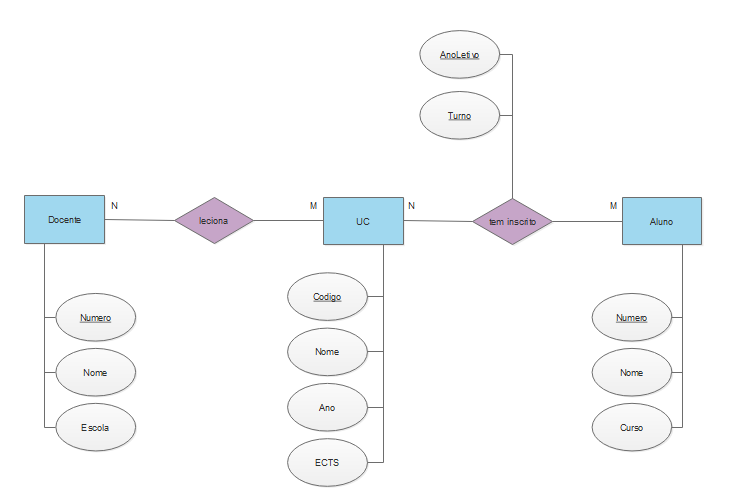 AnoLetivo
Turno
N
M
N
M
Docente
leciona
UC
tem inscrito
Aluno
Numero
Nome
Escola
Codigo
Nome
Ano
ECTS
Numero
Nome
Curso